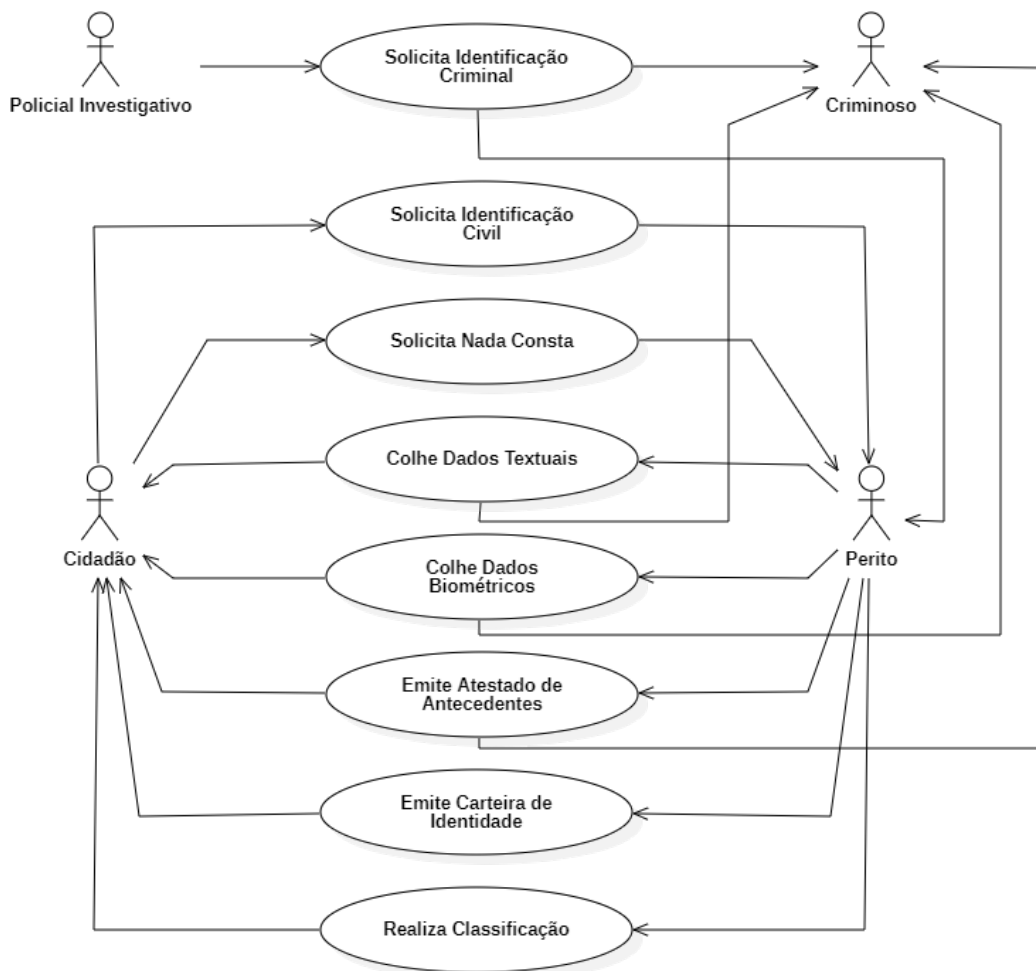 Solicita Identificação
Criminal
Policial Investigativo
Criminoso
Solicita Identificação
Civil
Solicita Nada Consta
Colhe Dados Textuais
Cidadão
Colhe Dados
Biométricos
Perito
Emite Atestado de
Antecedentes
Emite Carteira de
Identidade
Realiza Classificação